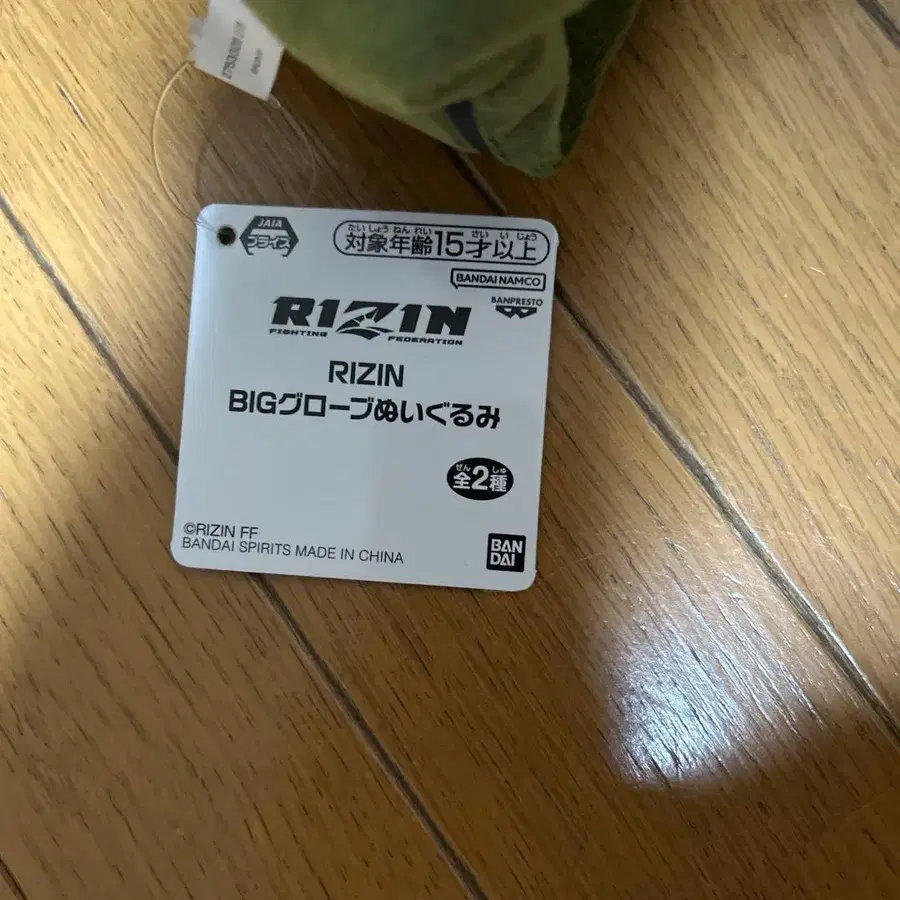 JAIA
プライズ
たいしょうねんれい さいいじょう
対象年齢15才以上
BANDAI NAMCO
BANPRESTO
RIZIN
FIGHTING FEDERATION
RIZIN
BIGグローブぬいぐるみ
ぜん しゅ
全2種
©RIZIN FF
BANDAI SPIRITS MADE IN CHINA
BAN
DAI